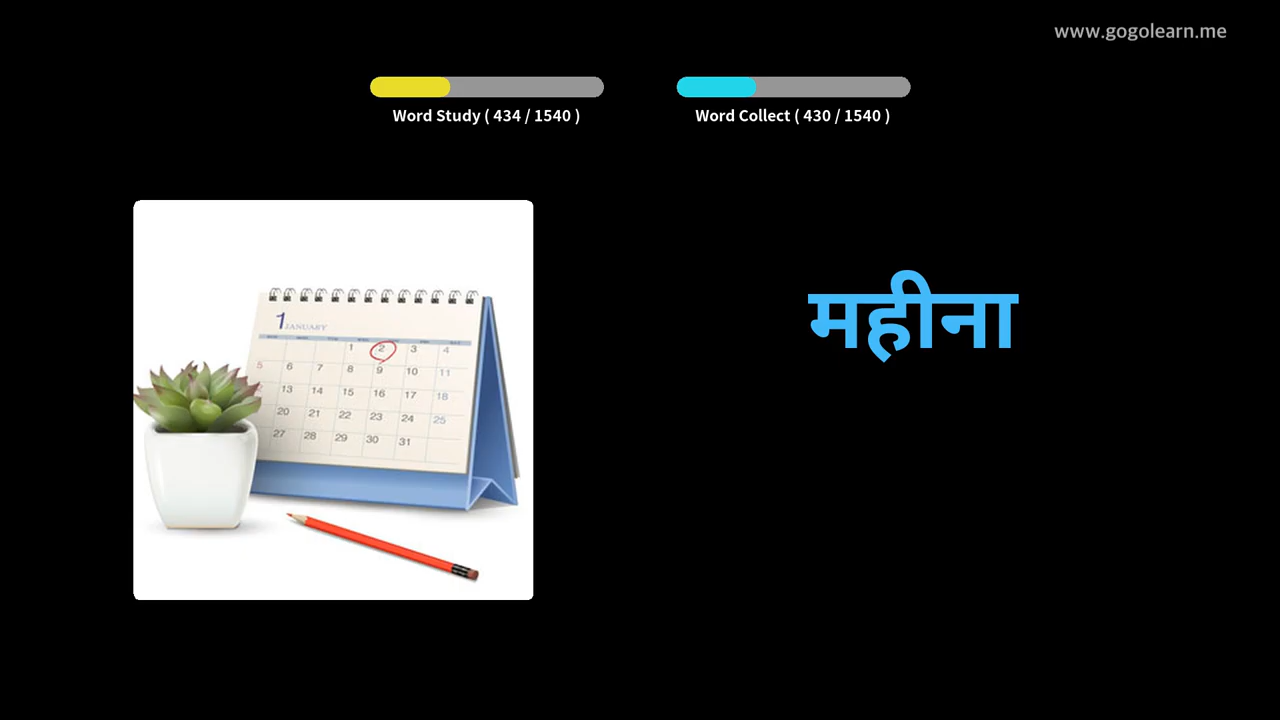 www.gogolearn.me
Word Study ( 434 / 1540 )
Word Collect ( 430 / 1540 )
महीना
1 JANUARY
1 2 3 4
5 6 7 8 9 10 11
13 14 15 16 17 18
20 21 22 23 24 25
27 28 29 30 31